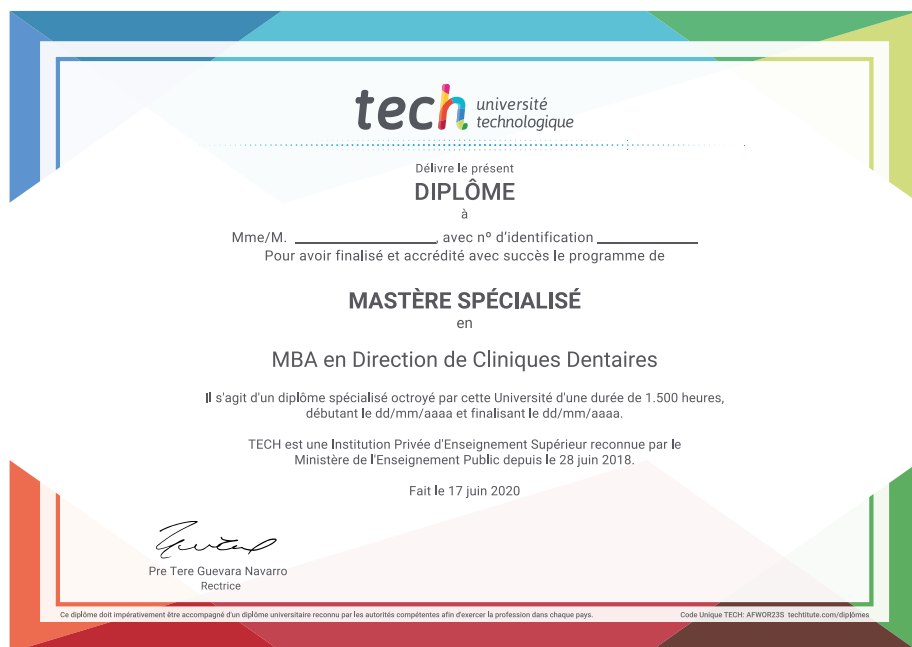 tech université
technologique
Délivre le présent
DIPLÔME
à
Mme/M. ____________________, avec nº d'identification ______________
Pour avoir finalisé et accrédité avec succès le programme de
MASTÈRE SPÉCIALISÉ
en
MBA en Direction de Cliniques Dentaires
Il s'agit d'un diplôme spécialisé octroyé par cette Université d'une durée de 1.500 heures,
débutant le dd/mm/aaaa et finalisant le dd/mm/aaaa.
TECH est une Institution Privée d'Enseignement Supérieur reconnue par le
Ministère de l'Enseignement Public depuis le 28 juin 2018.
Fait le 17 juin 2020
Pre Tere Guevara Navarro
Rectrice
Ce diplôme doit impérativement être accompagné d'un diplôme universitaire reconnu par les autorités compétentes afin d'exercer la profession dans chaque pays. Code Unique TECH: AFWOR23S techtitute.com/diplômes